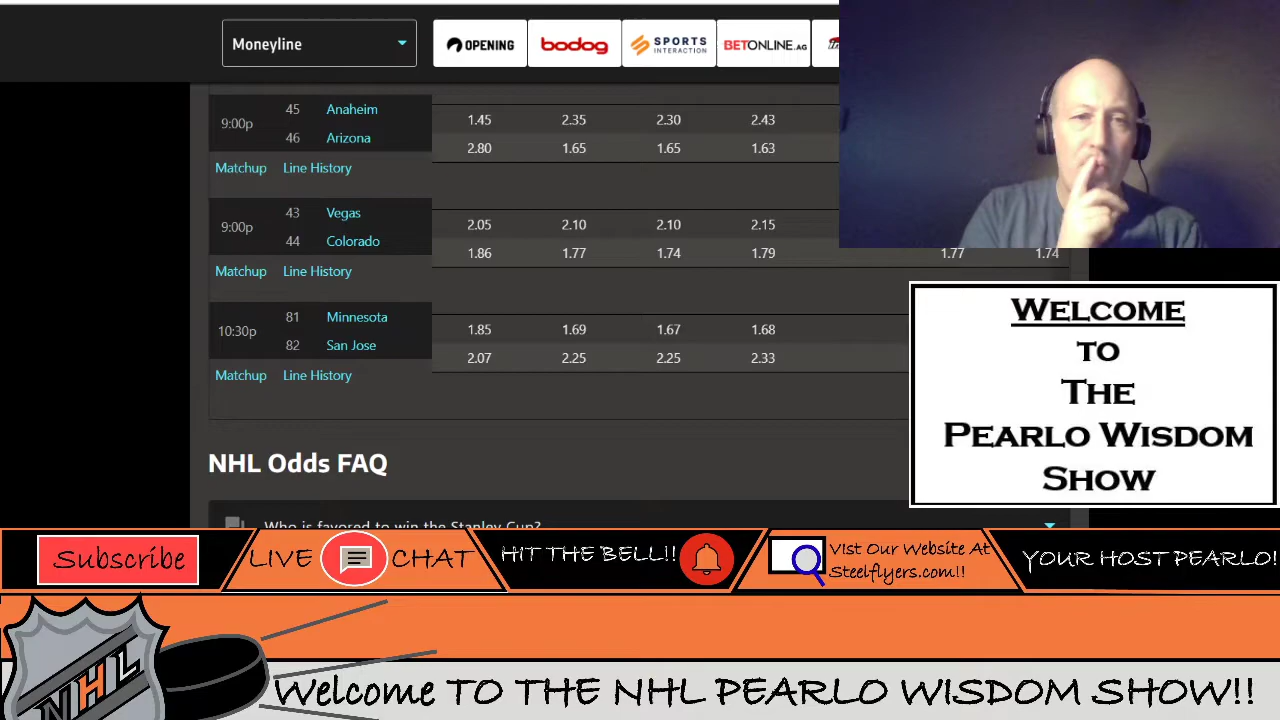 Moneyline
OPENING
bodog
SPORTS
INTERACTION
BETONLINE.AG
9:00p
45 Anaheim 1.45 2.35 2.30 2.43
46 Arizona 2.80 1.65 1.65 1.63
Matchup Line History
9:00p
43 Vegas 2.05 2.10 2.10 2.15
44 Colorado 1.86 1.77 1.74 1.79 1.77 1.74
Matchup Line History
10:30p
81 Minnesota 1.85 1.69 1.67 1.68
82 San Jose 2.07 2.25 2.25 2.33
Matchup Line History
NHL Odds FAQ
Who is favored to win the Stanley Cup?
WELCOME
TO
THE
PEARLO WISDOM
SHOW
Subscribe
LIVE CHAT
HIT THE BELL!!
VIst Our Website At
Steelflyers.com!!
YOUR HOST PEARLO!
NHL
Welcome TO THE NHL PEARLO WISDOM SHOW!!